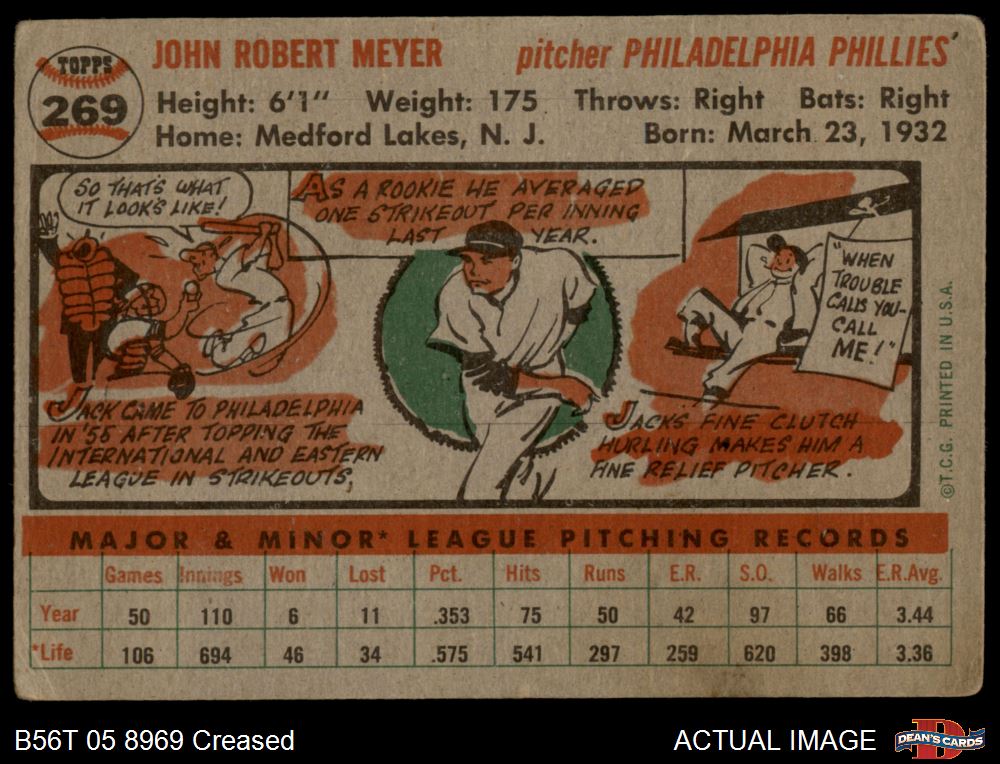 TOPPS
269
JOHN ROBERT MEYER pitcher PHILADELPHIA PHILLIES'
Height: 6'1" Weight: 175 Throws: Right Bats: Right
Home: Medford Lakes, N. J. Born: March 23, 1932
SO THAT'S WHAT
IT LOOKS LIKE!
JACK CAME TO PHILADELPHIA
IN '55 AFTER TOPPING THE
INTERNATIONAL AND EASTERN
LEAGUE IN STRIKEOUTS.
AS A ROOKIE HE AVERAGED
ONE STRIKEOUT PER INNING
LAST YEAR.
"WHEN
TROUBLE
CALLS YOU-
CALL
ME!"
JACK'S FINE CLUTCH
HURLING MAKES HIM A
FINE RELIEF PITCHER.
©T.C.G. PRINTED IN U.S.A.
MAJOR & MINOR* LEAGUE PITCHING RECORDS
Games Innings Won Lost Pct. Hits Runs E.R. S.O. Walks E.R.Avg.
Year 50 110 6 11 .353 75 50 42 97 66 3.44
*Life 106 694 46 34 .575 541 297 259 620 398 3.36
B56T 05 8969 Creased ACTUAL IMAGE DEAN'S CARDS